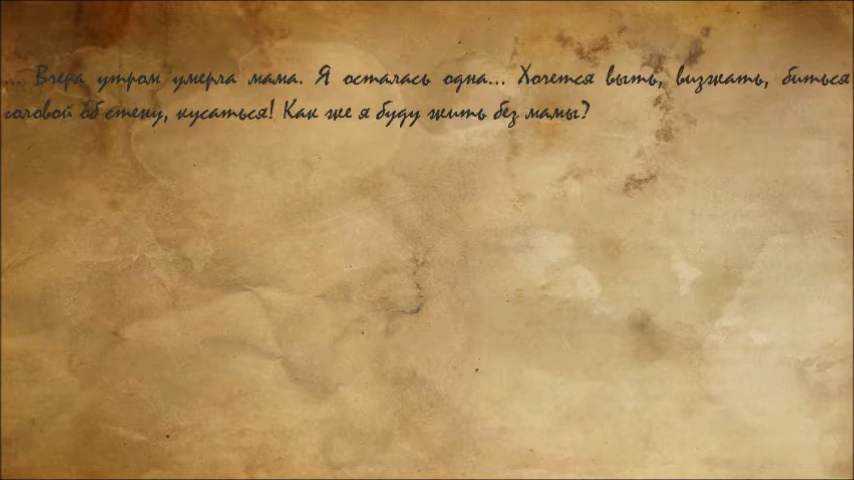 .... Вчера утром умерла мама. Я осталась одна... Хочется выть, визжать, биться
головой об стену, кусаться! Как же я буду жить без мамы?